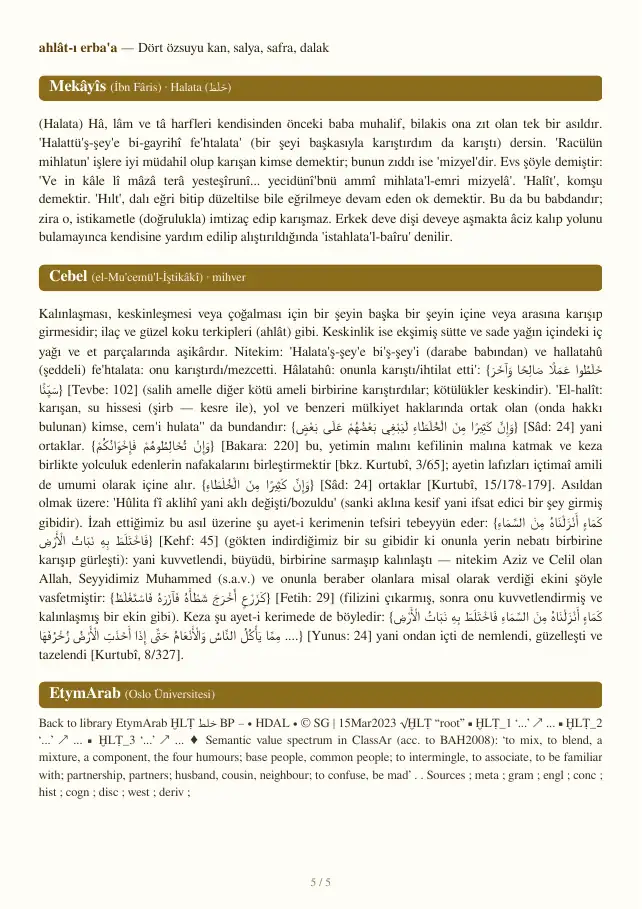 ahlât-ı erba'a — Dört özsuyu kan, salya, safra, dalak
Mekâyîs (İbn Fâris) · Halata (خلط)
(Halata) Hâ, lâm ve tâ harfleri kendisinden önceki baba muhalif, bilakis ona zıt olan tek bir asıldır.
'Halattü'ş-şey'e bi-gayrihî fe'htalata' (bir şeyi başkasıyla karıştırdım da karıştı) dersin. 'Racülün
mihlatun' işlere iyi müdahil olup karışan kimse demektir; bunun zıddı ise 'mizyel'dir. Evs şöyle demiştir:
'Ve in kâle lî mâzâ terâ yesteşîrunî... yecidünî'bnü ammî mihlata'l-emri mizyelâ'. 'Halît', komşu
demektir. 'Hılt', dalı eğri bitip düzeltilse bile eğrilmeye devam eden ok demektir. Bu da bu babdandır;
zira o, istikametle (doğrulukla) imtizaç edip karışmaz. Erkek deve dişi deveye aşmakta âciz kalıp yolunu
bulamayınca kendisine yardım edilip alıştırıldığında 'istahlata'l-baîru' denilir.
Cebel (el-Mu'cemü'l-İştikâkî) · mihver
Kalınlaşması, keskinleşmesi veya çoğalması için bir şeyin başka bir şeyin içine veya arasına karışıp
girmesidir; ilaç ve güzel koku terkipleri (ahlât) gibi. Keskinlik ise ekşimiş sütte ve sade yağın içindeki iç
yağı ve et parçalarında aşikârdır. Nitekim: 'Halata'ş-şey'e bi'ş-şey'i (darabe babından) ve hallatahû
(şeddeli) fe'htalata: onu karıştırdı/mezcetti. Hâlatahû: onunla karıştı/ihtilat etti': {خَلَطُوا عَمَلًا صَالِحًا وَآخَرَ
سَيِّئًا} [Tevbe: 102] (salih amelle diğer kötü ameli birbirine karıştırdılar; kötülükler keskindir). 'El-halît:
karışan, su hissesi (şirb — kesre ile), yol ve benzeri mülkiyet haklarında ortak olan (onda hakkı
bulunan) kimse, cem'i hulata'' da bundandır: {وَإِنَّ كَثِيرًا مِنَ الْخُلَطَاءِ لَيَبْغِي بَعْضُهُمْ عَلَى بَعْضٍ} [Sâd: 24] yani
ortaklar. {وَإِنْ تُخَالِطُوهُمْ فَإِخْوَانُكُمْ} [Bakara: 220] bu, yetimin malını kefilinin malına katmak ve keza
birlikte yolculuk edenlerin nafakalarını birleştirmektir [bkz. Kurtubî, 3/65]; ayetin lafızları içtimaî amili
de umumi olarak içine alır. {وَإِنَّ كَثِيرًا مِنَ الْخُلَطَاءِ} [Sâd: 24] ortaklar [Kurtubî, 15/178-179]. Asıldan
olmak üzere: 'Hûlita fî aklihî yani aklı değişti/bozuldu' (sanki aklına kesif yani ifsat edici bir şey girmiş
gibidir). İzah ettiğimiz bu asıl üzerine şu ayet-i kerimenin tefsiri tebeyyün eder: {كَمَاءٍ أَنْزَلْنَاهُ مِنَ السَّمَاءِ
فَاخْتَلَطَ بِهِ نَبَاتُ الْأَرْضِ} [Kehf: 45] (gökten indirdiğimiz bir su gibidir ki onunla yerin nebatı birbirine
karışıp gürleşti): yani kuvvetlendi, büyüdü, birbirine sarmaşıp kalınlaştı — nitekim Aziz ve Celil olan
Allah, Seyyidimiz Muhammed (s.a.v.) ve onunla beraber olanlara misal olarak verdiği ekini şöyle
vasfetmiştir: {كَزَرْعٍ أَخْرَجَ شَطْأَهُ فَآزَرَهُ فَاسْتَغْلَظَ} [Fetih: 29] (filizini çıkarmış, sonra onu kuvvetlendirmiş ve
kalınlaşmış bir ekin gibi). Keza şu ayet-i kerimede de böyledir: {كَمَاءٍ أَنْزَلْنَاهُ مِنَ السَّمَاءِ فَاخْتَلَطَ بِهِ نَبَاتُ الْأَرْضِ
مِمَّا يَأْكُلُ النَّاسُ وَالْأَنْعَامُ حَتَّى إِذَا أَخَذَتِ الْأَرْضُ زُخْرُفَهَا ....} [Yunus: 24] yani ondan içti de nemlendi, güzelleşti ve
tazelendi [Kurtubî, 8/327].
EtymArab (Oslo Üniversitesi)
Back to library EtymArab ḪLṬ خلط BP – • HDAL • © SG | 15Mar2023 √ḪLṬ “root” ▪ ḪLṬ_1 ‘...’ ↗ ... ▪ ḪLṬ_2
‘...’ ↗ ... ▪ ḪLṬ_3 ‘...’ ↗ ... ♦ Semantic value spectrum in ClassAr (acc. to BAH2008): ‘to mix, to blend, a
mixture, a component, the four humours; base people, common people; to intermingle, to associate, to be familiar
with; partnership, partners; husband, cousin, neighbour; to confuse, be mad’ . . Sources ; meta ; gram ; engl ; conc ;
hist ; cogn ; disc ; west ; deriv ;
5 / 5